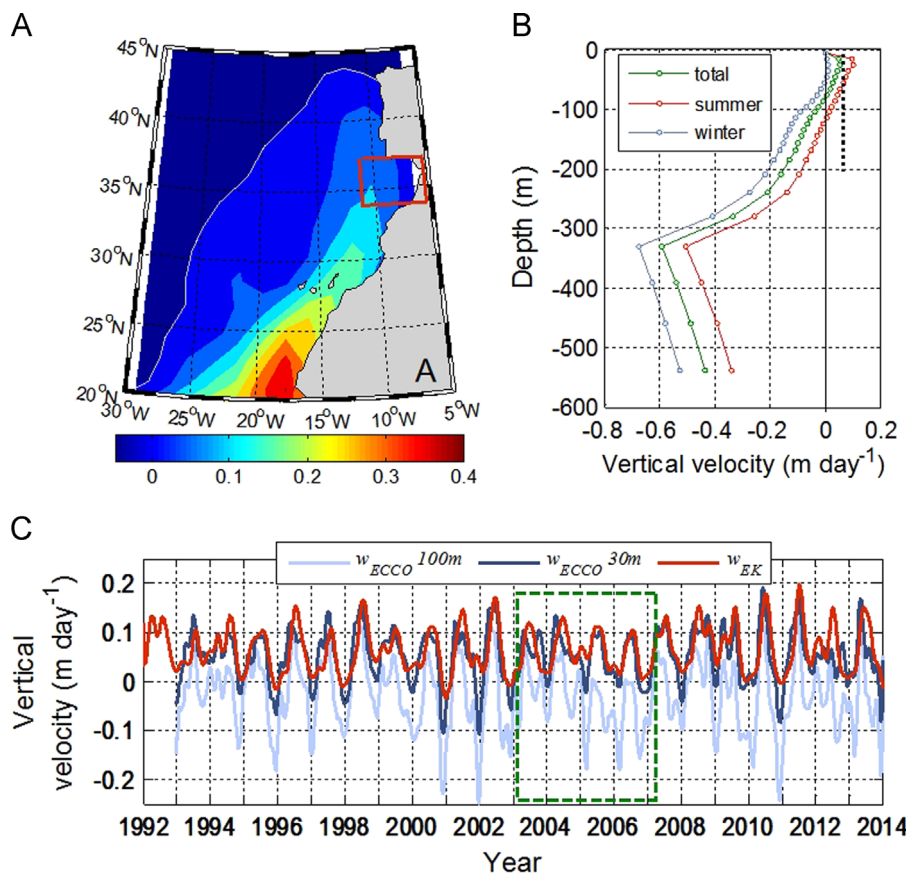 A
45°N
40°N
35°N
30°N
25°N
20°N
30°W
25°W
20°W
15°W
10°W
5°W
A
0 0.1 0.2 0.3 0.4
B
total
summer
winter
0
-100
-200
-300
-400
-500
-600
Depth (m)
-0.8 -0.6 -0.4 -0.2 0 0.2
Vertical velocity (m day⁻¹)
C
w ECCO 100m w ECCO 30m w EK
0.2
0.1
0
-0.1
-0.2
Vertical
velocity (m day⁻¹)
1992 1994 1996 1998 2000 2002 2004 2006 2008 2010 2012 2014
Year